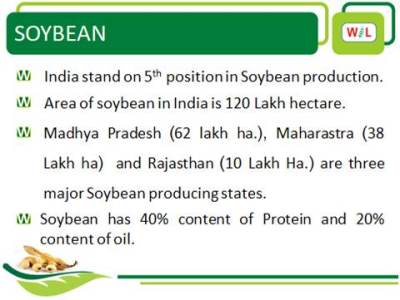 SOYBEAN
WIL
India stand on 5th position in Soybean production.
Area of soybean in India is 120 Lakh hectare.
Madhya Pradesh (62 lakh ha.), Maharastra (38
Lakh ha) and Rajasthan (10 Lakh Ha.) are three
major Soybean producing states.
Soybean has 40% content of Protein and 20%
content of oil.